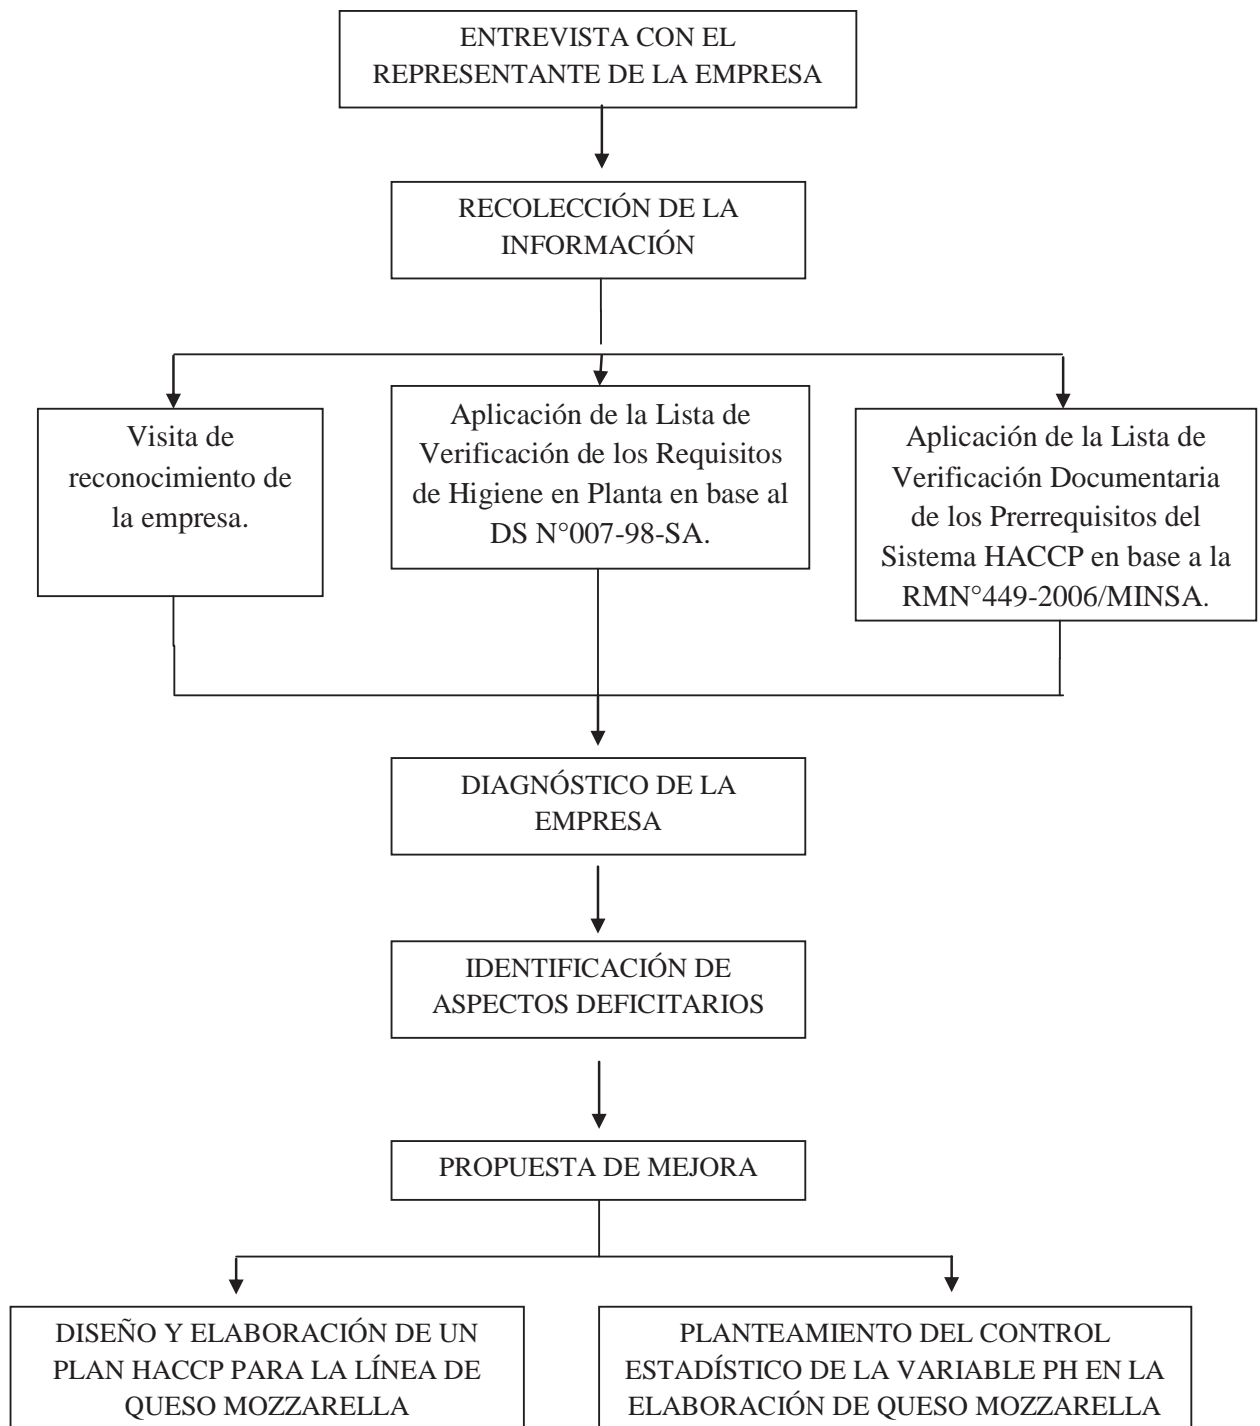 ENTREVISTA CON EL
REPRESENTANTE DE LA EMPRESA
RECOLECCIÓN DE LA
INFORMACIÓN
Visita de
reconocimiento de
la empresa.
Aplicación de la Lista de
Verificación de los Requisitos
de Higiene en Planta en base al
DS N°007-98-SA.
Aplicación de la Lista de
Verificación Documentaria
de los Prerrequisitos del
Sistema HACCP en base a la
RMN°449-2006/MINSA.
DIAGNÓSTICO DE LA
EMPRESA
IDENTIFICACIÓN DE
ASPECTOS DEFICITARIOS
PROPUESTA DE MEJORA
DISEÑO Y ELABORACIÓN DE UN
PLAN HACCP PARA LA LÍNEA DE
QUESO MOZZARELLA
PLANTEAMIENTO DEL CONTROL
ESTADÍSTICO DE LA VARIABLE PH EN LA
ELABORACIÓN DE QUESO MOZZARELLA